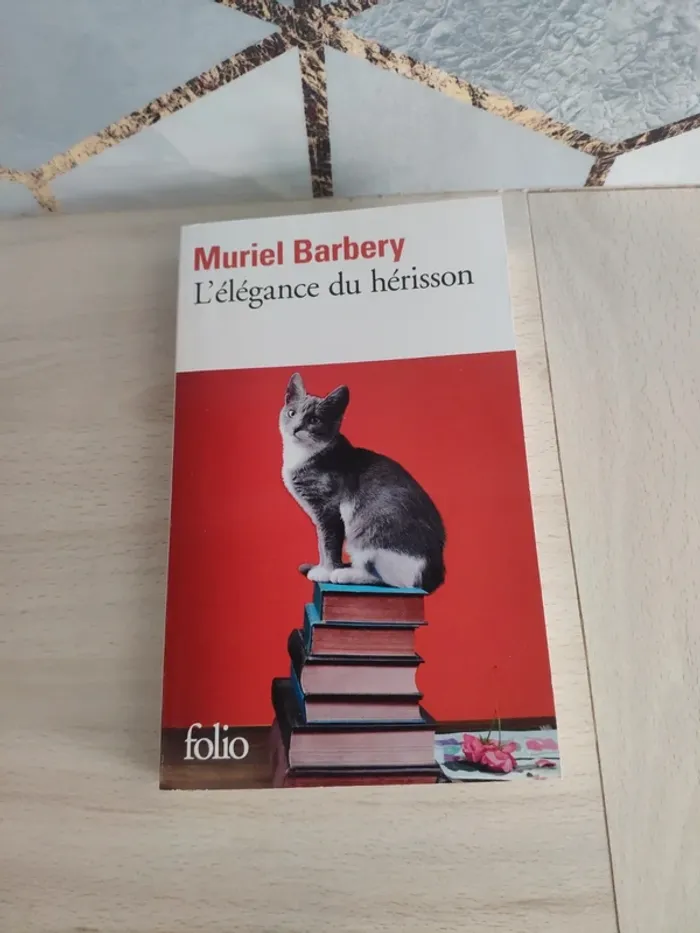 Muriel Barbery
L'élégance du hérisson
folio